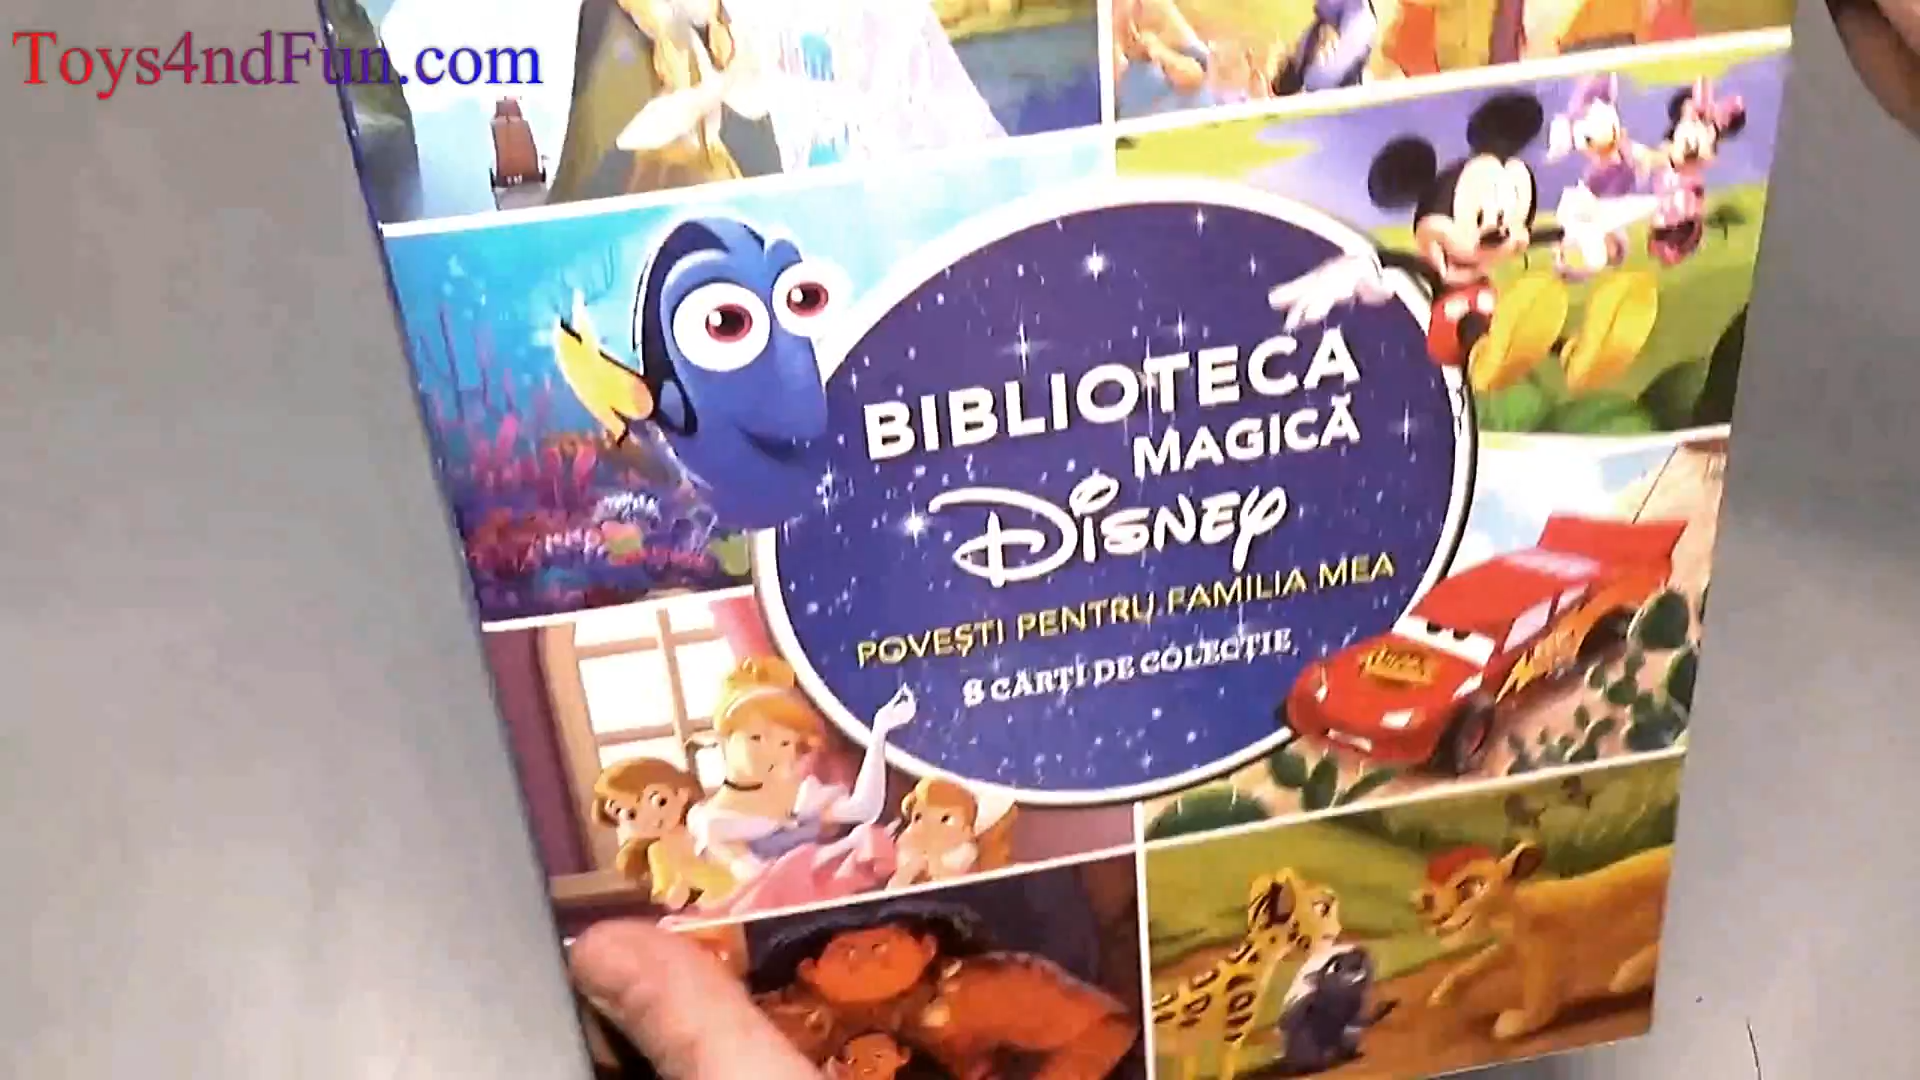 Toys4ndFun.com
BIBLIOTECA
MAGICĂ
Disney
POVEȘTI PENTRU FAMILIA MEA
8 CĂRȚI DE COLECȚIE